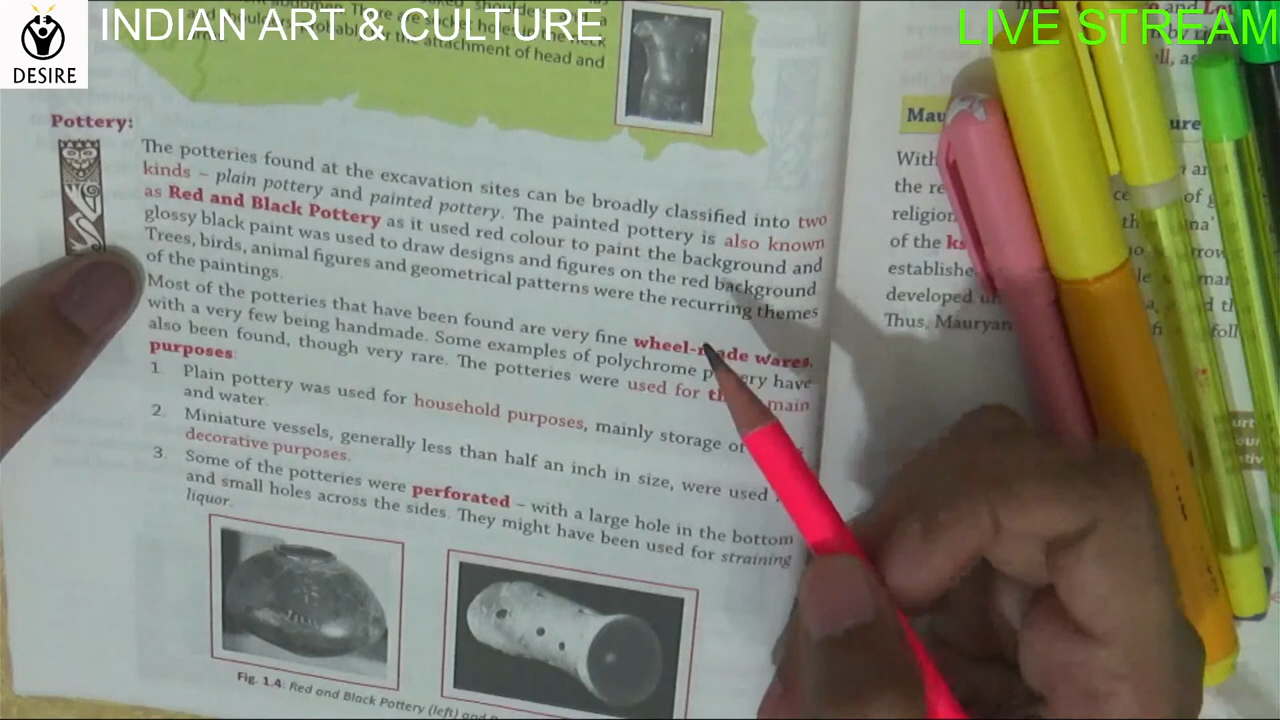 INDIAN ART & CULTURE
LIVE STREAM
DESIRE
attachment of head and
Pottery:
The potteries found at the excavation sites can be broadly classified into two
kinds – plain pottery and painted pottery. The painted pottery is also known
as Red and Black Pottery as it used red colour to paint the background and
glossy black paint was used to draw designs and figures on the red background
Trees, birds, animal figures and geometrical patterns were the recurring themes
of the paintings.
Most of the potteries that have been found are very fine wheel-made wares,
with a very few being handmade. Some examples of polychrome pottery have
also been found, though very rare. The potteries were used for main
purposes:
1. Plain pottery was used for household purposes, mainly storage
and water.
2. Miniature vessels, generally less than half an inch in size, were used
decorative purposes.
3. Some of the potteries were perforated – with a large hole in the bottom
and small holes across the sides. They might have been used for straining
liquor.
Fig. 1.4: Red and Black Pottery (left) and
With
the re
religion
of the
establishe
developed
Thus, Mauryan